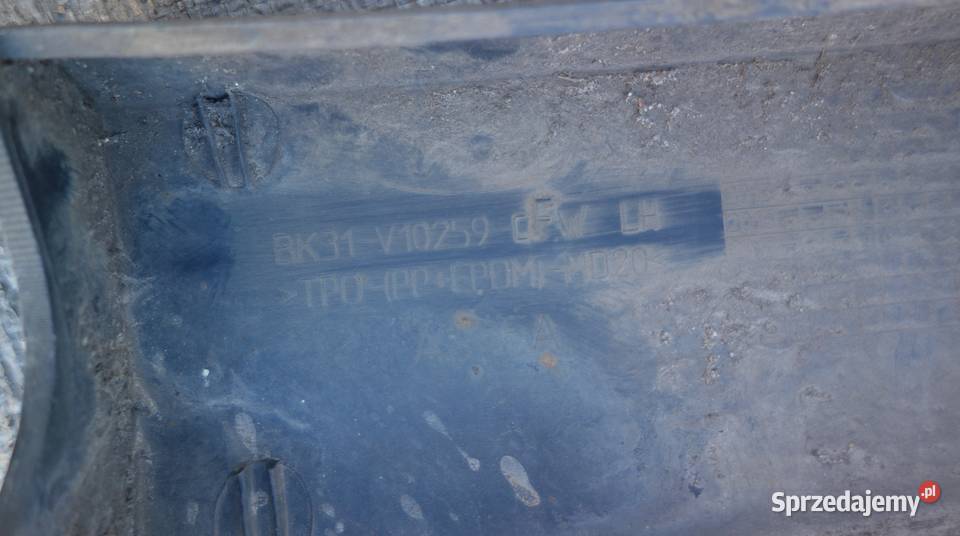 BK31-V10259 CFW LH
>TPO-(PP+EPDM)-MD20<
A A
Sprzedajemy.pl